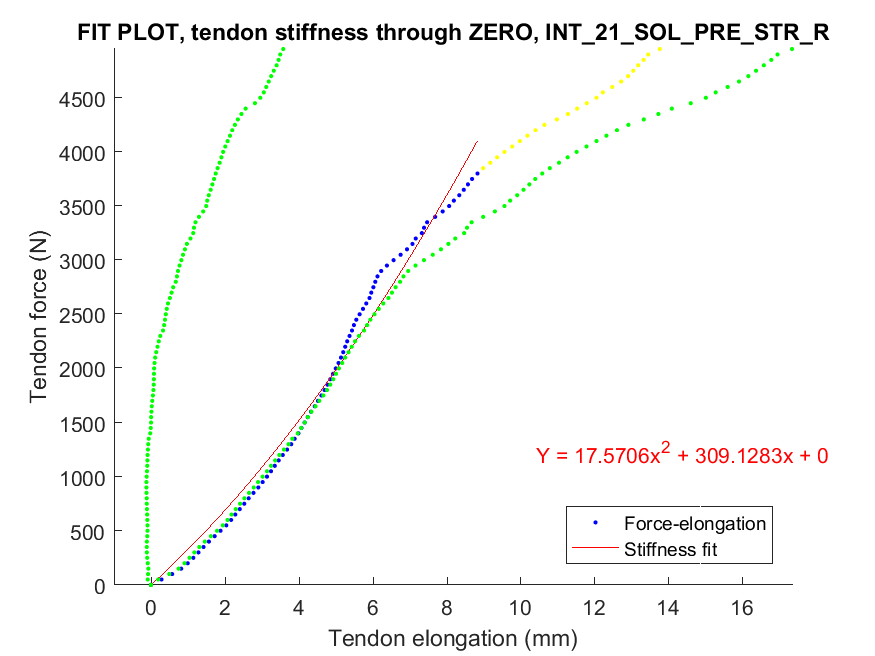 FIT PLOT, tendon stiffness through ZERO, INT_21_SOL_PRE_STR_R
Tendon force (N)
4500
4000
3500
3000
2500
2000
1500
1000
500
0
Y = 17.5706x^2 + 309.1283x + 0
Force-elongation
Stiffness fit
0 2 4 6 8 10 12 14 16
Tendon elongation (mm)